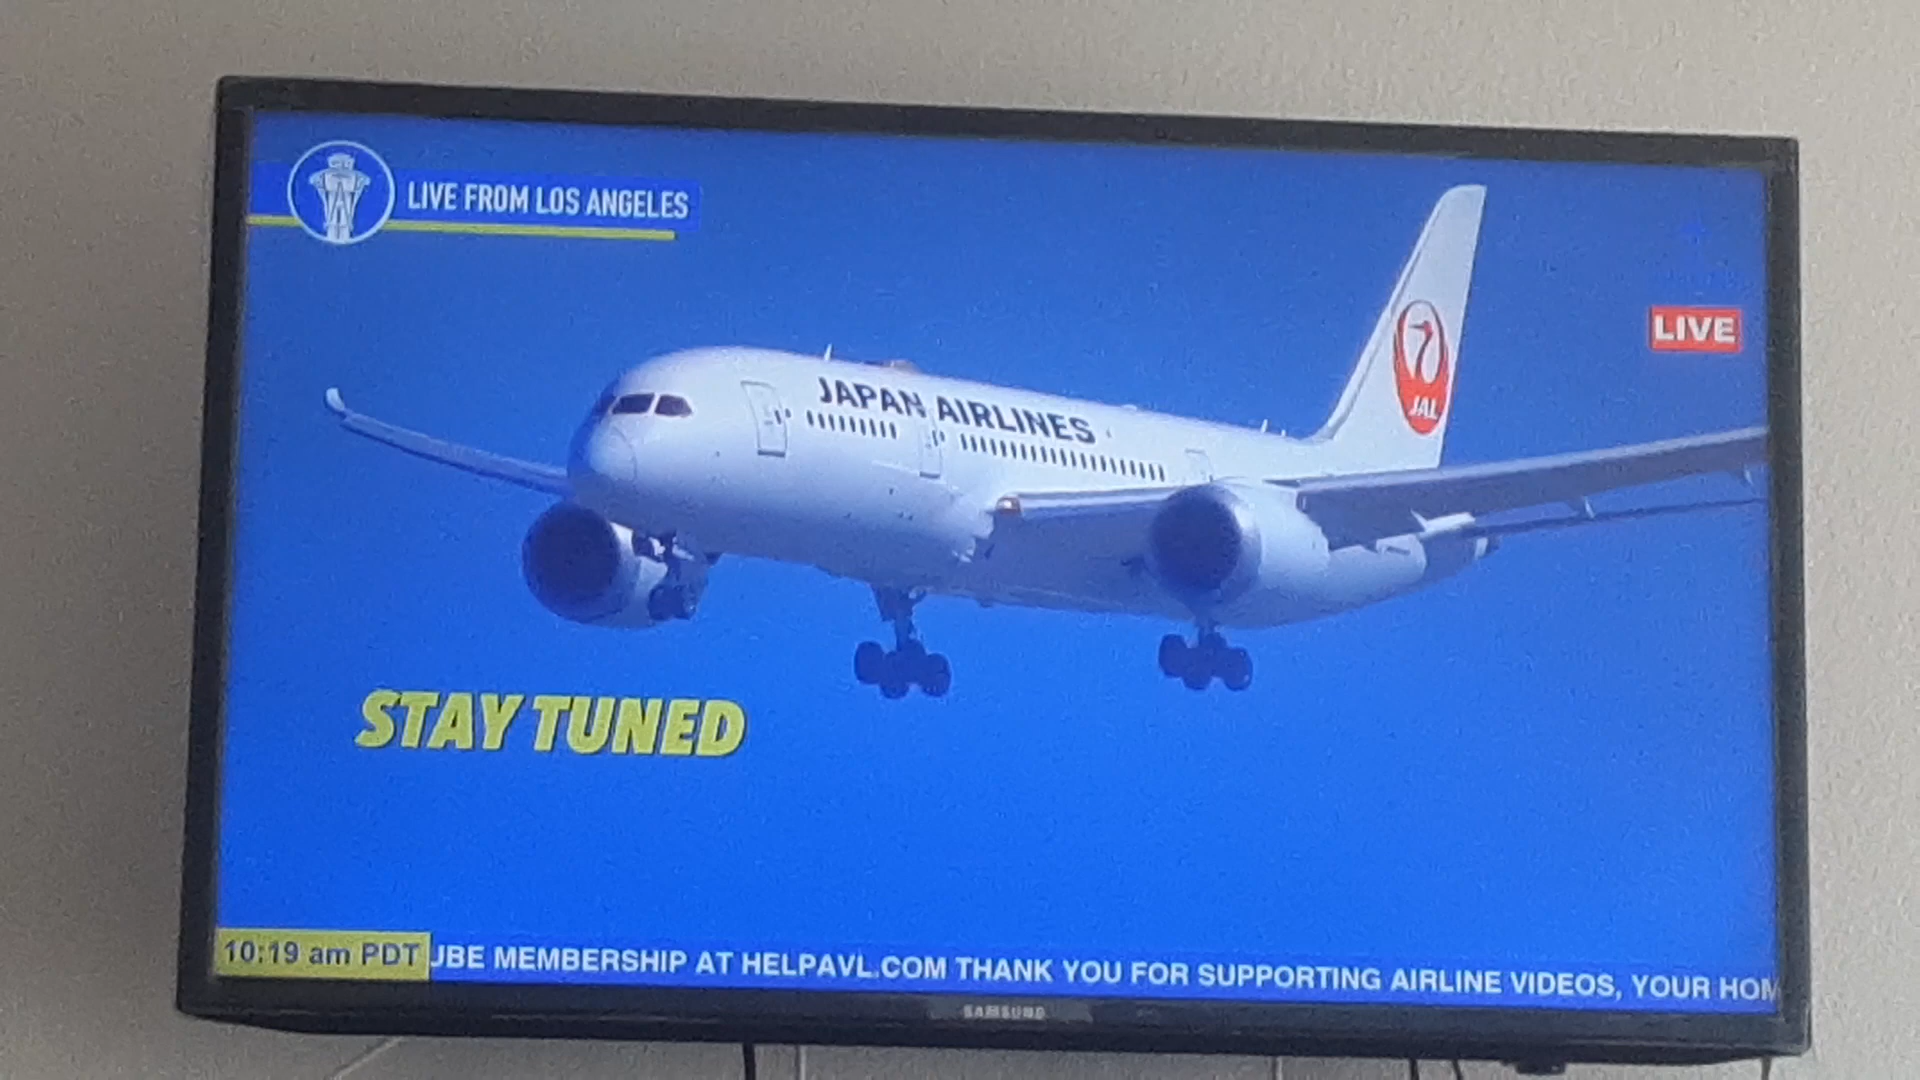 LIVE FROM LOS ANGELES
LIVE
JAPAN AIRLINES
JAL
STAY TUNED
10:19 am PDT
UBE MEMBERSHIP AT HELPAVL.COM THANK YOU FOR SUPPORTING AIRLINE VIDEOS, YOUR HOM
SAMSUNG